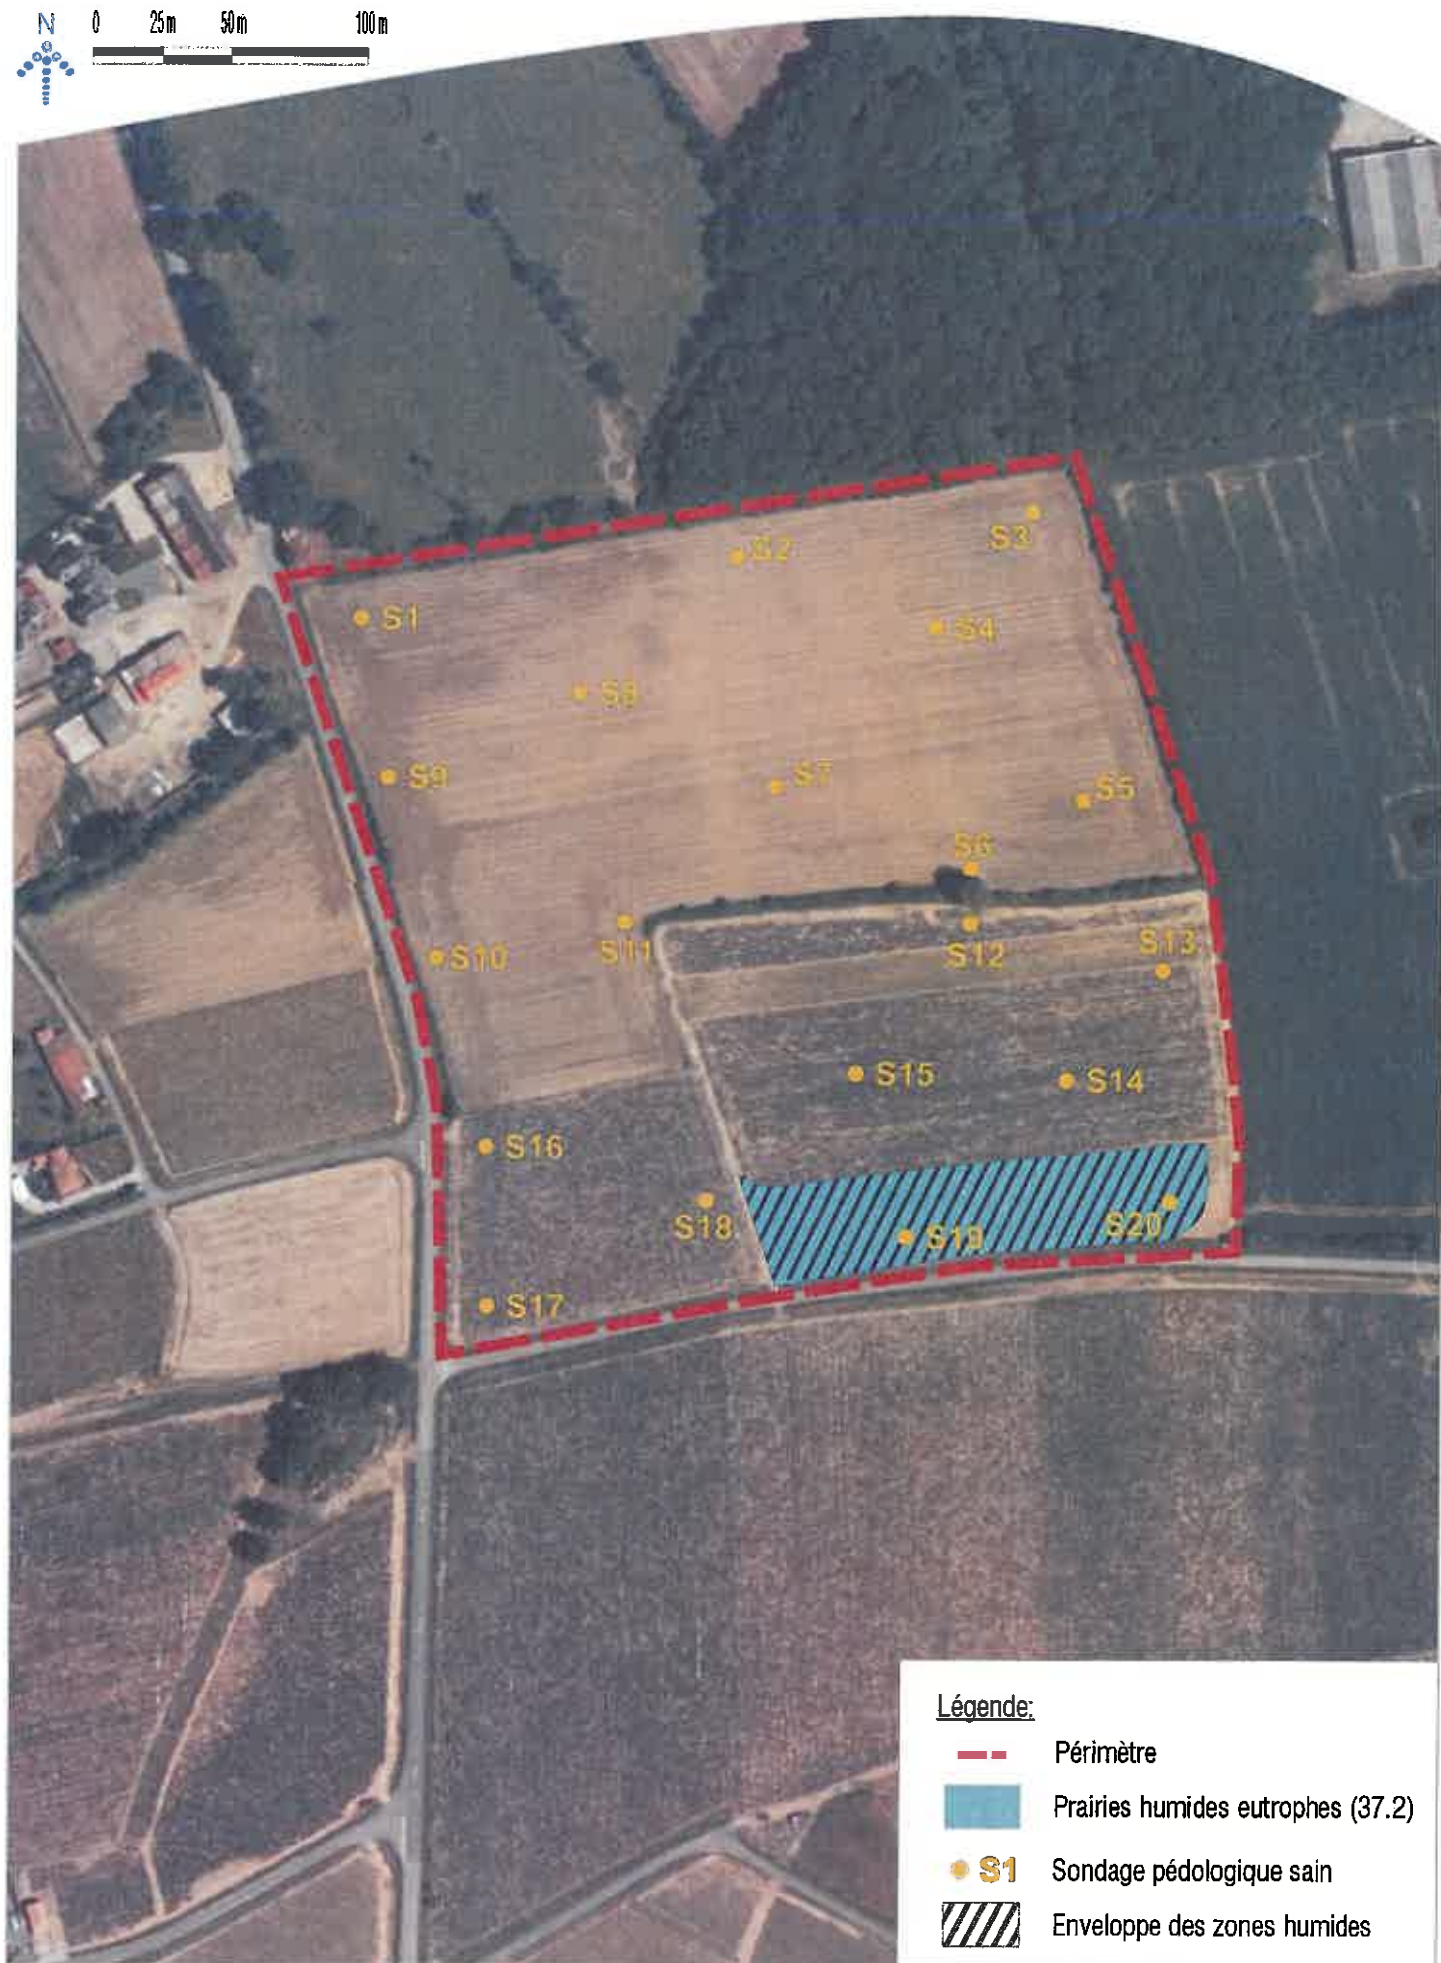 N 0 25m 50m 100m
S3
S2
S1
S4
S8
S7
S9
S5
S6
S11
S13
S10
S12
S15
S14
S16
S18
S20
S19
S17
Légende:
Périmètre
Prairies humides eutrophes (37.2)
S1 Sondage pédologique sain
Enveloppe des zones humides